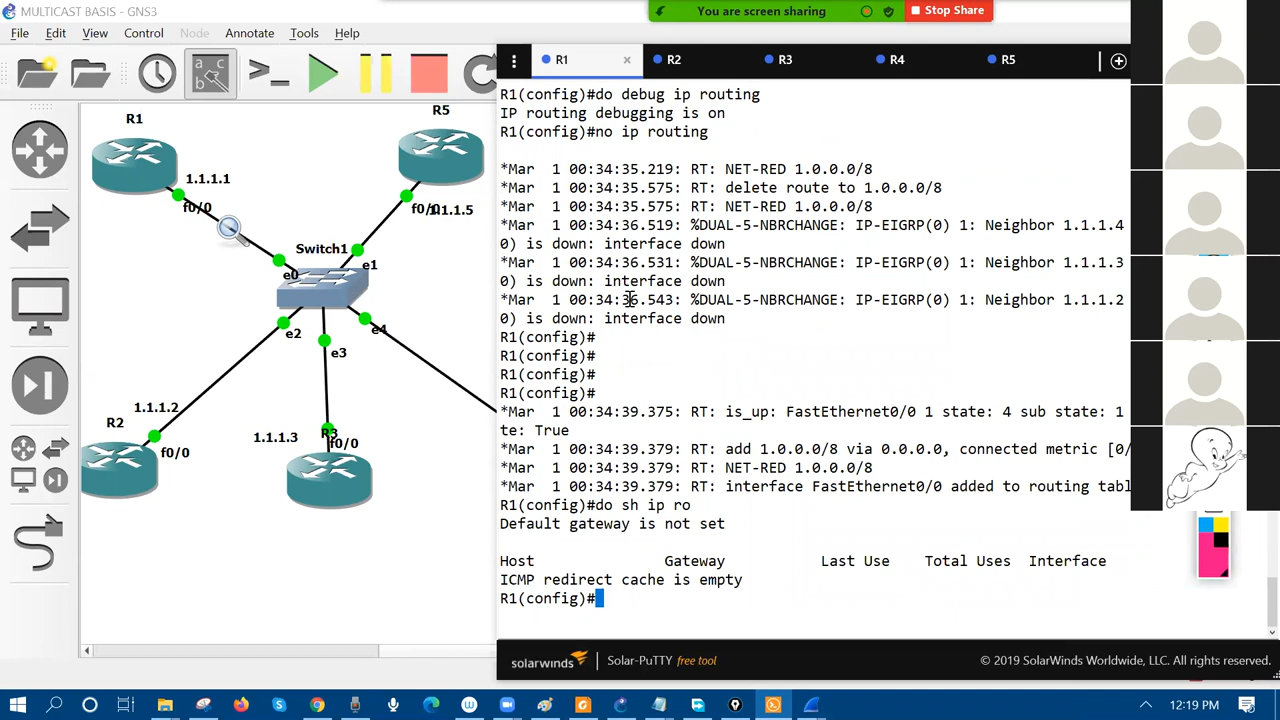 MULTICAST BASIS - GNS3
You are screen sharing
Stop Share
File Edit View Control Node Annotate Tools Help
R1
R2
R3
R4
R5
R1
1.1.1.1
f0/0
R5
1.1.1.5
Switch1
e0
e1
e2
e3
e4
R2
1.1.1.2
f0/0
1.1.1.3
R3
f0/0
R1(config)#do debug ip routing
IP routing debugging is on
R1(config)#no ip routing
*Mar 1 00:34:35.219: RT: NET-RED 1.0.0.0/8
*Mar 1 00:34:35.575: RT: delete route to 1.0.0.0/8
*Mar 1 00:34:35.575: RT: NET-RED 1.0.0.0/8
*Mar 1 00:34:36.519: %DUAL-5-NBRCHANGE: IP-EIGRP(0) 1: Neighbor 1.1.1.4
0) is down: interface down
*Mar 1 00:34:36.531: %DUAL-5-NBRCHANGE: IP-EIGRP(0) 1: Neighbor 1.1.1.3
0) is down: interface down
*Mar 1 00:34:36.543: %DUAL-5-NBRCHANGE: IP-EIGRP(0) 1: Neighbor 1.1.1.2
0) is down: interface down
R1(config)#
R1(config)#
R1(config)#
R1(config)#
*Mar 1 00:34:39.375: RT: is_up: FastEthernet0/0 1 state: 4 sub state: 1
te: True
*Mar 1 00:34:39.379: RT: add 1.0.0.0/8 via 0.0.0.0, connected metric [0/
*Mar 1 00:34:39.379: RT: NET-RED 1.0.0.0/8
*Mar 1 00:34:39.379: RT: interface FastEthernet0/0 added to routing tabl
R1(config)#do sh ip ro
Default gateway is not set
Host Gateway Last Use Total Uses Interface
ICMP redirect cache is empty
R1(config)#
solarwinds Solar-PuTTY free tool © 2019 SolarWinds Worldwide, LLC. All rights reserved.
12:19 PM